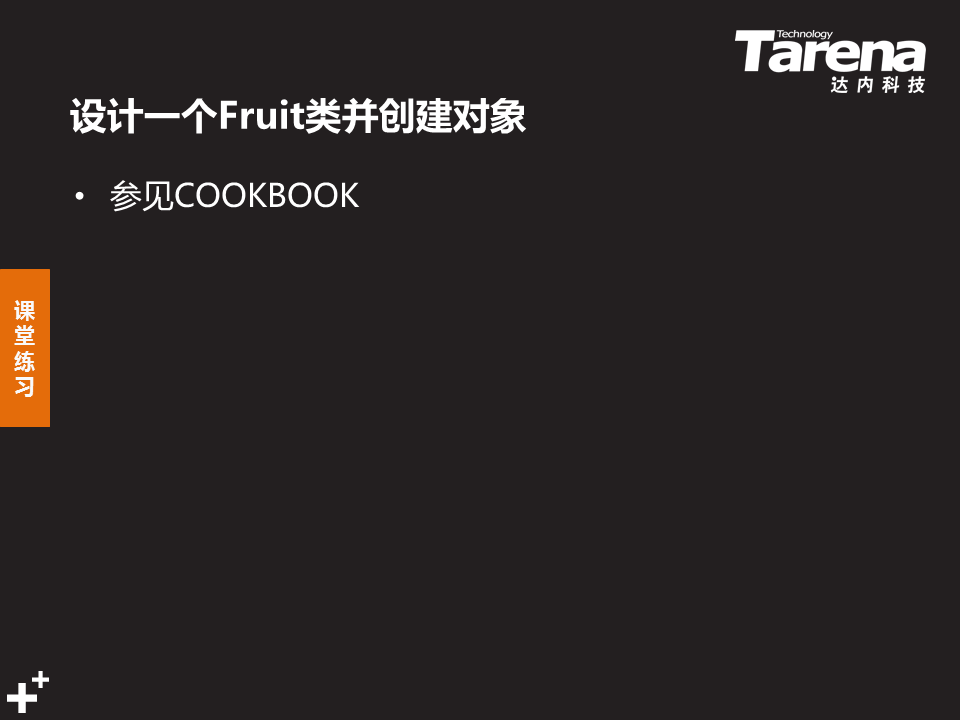 Technology
Tarena
达内科技
设计一个Fruit类并创建对象
• 参见COOKBOOK
课
堂
练
习